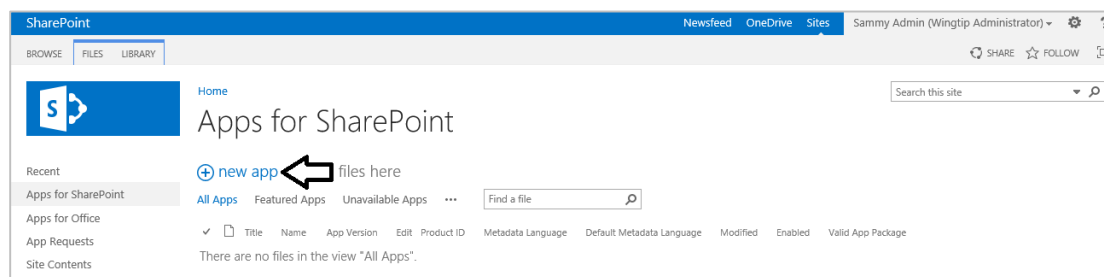 SharePoint Newsfeed OneDrive Sites Sammy Admin (Wingtip Administrator)
BROWSE FILES LIBRARY SHARE FOLLOW
S
Home
Search this site
Apps for SharePoint
new app files here
Recent
Apps for SharePoint
All Apps Featured Apps Unavailable Apps ••• Find a file
Apps for Office
Title Name App Version Edit Product ID Metadata Language Default Metadata Language Modified Enabled Valid App Package
App Requests
There are no files in the view "All Apps".
Site Contents